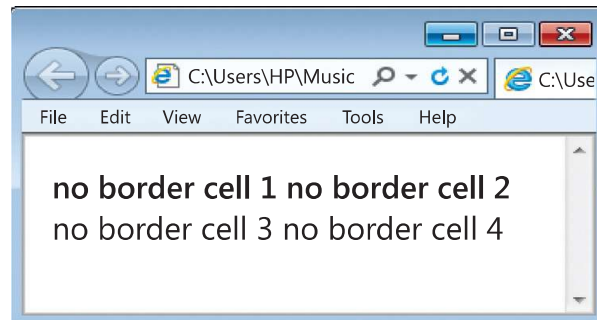 C:\Users\HP\Music
C:\Use
File Edit View Favorites Tools Help
no border cell 1 no border cell 2
no border cell 3 no border cell 4